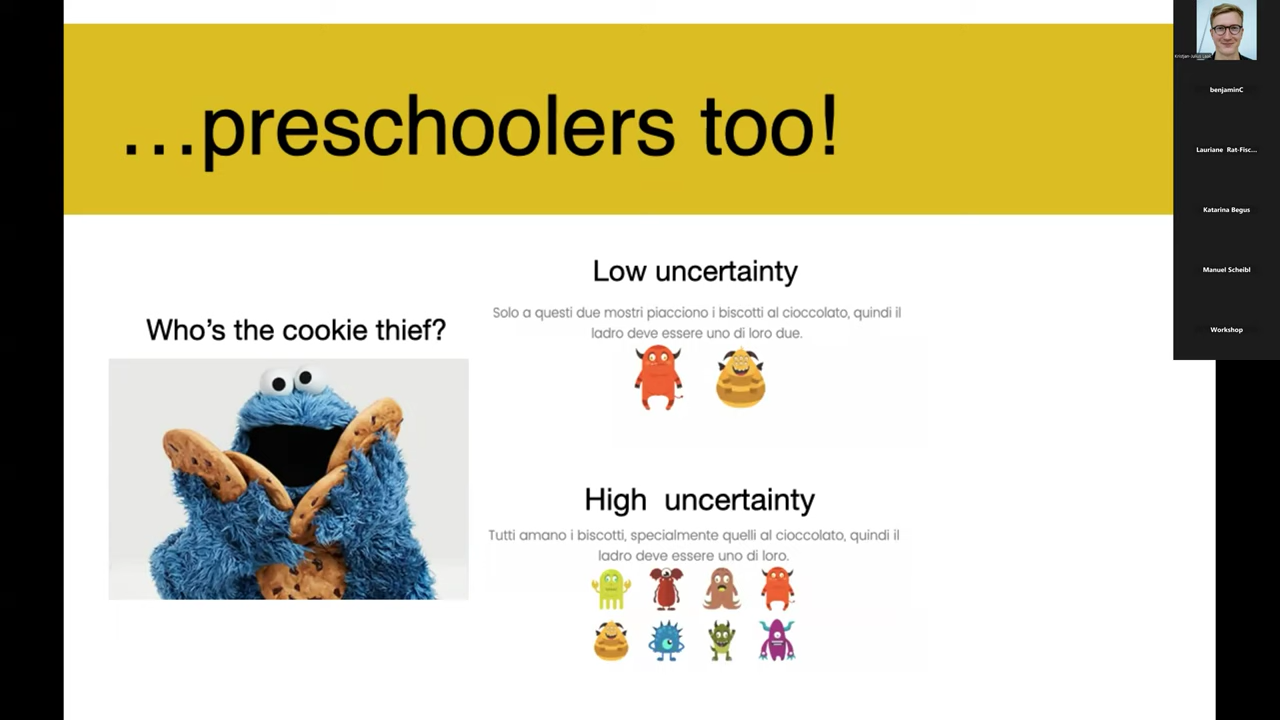 …preschoolers too!
Who's the cookie thief?
Low uncertainty
Solo a questi due mostri piacciono i biscotti al cioccolato, quindi il
ladro deve essere uno di loro due.
High uncertainty
Tutti amano i biscotti, specialmente quelli al cioccolato, quindi il
ladro deve essere uno di loro.
benjaminC
Lauriane Rat-Fisc...
Katarina Begus
Manuel Scheibl
Workshop